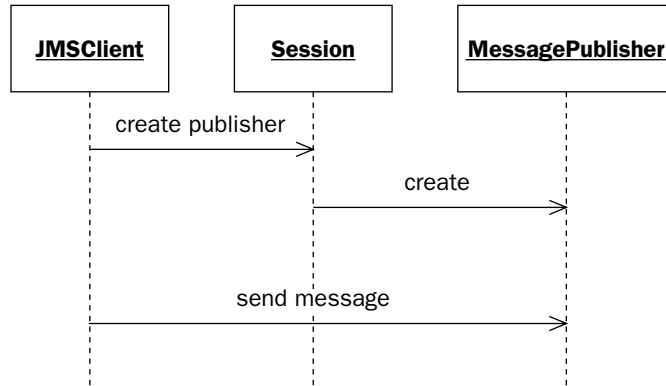 JMSClient
Session
MessagePublisher
create publisher
create
send message